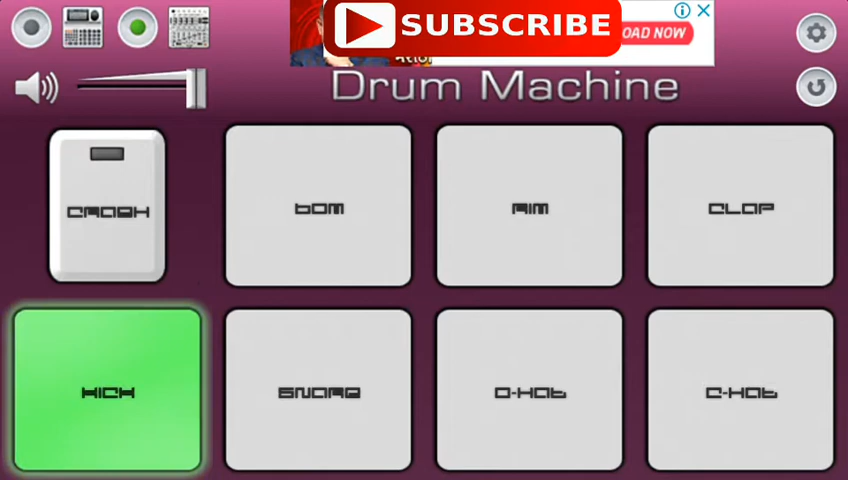 SUBSCRIBE
OAD NOW
Drum Machine
CRASH
TOM
RIM
CLAP
KICK
SNARE
O-Hat
C-Hat